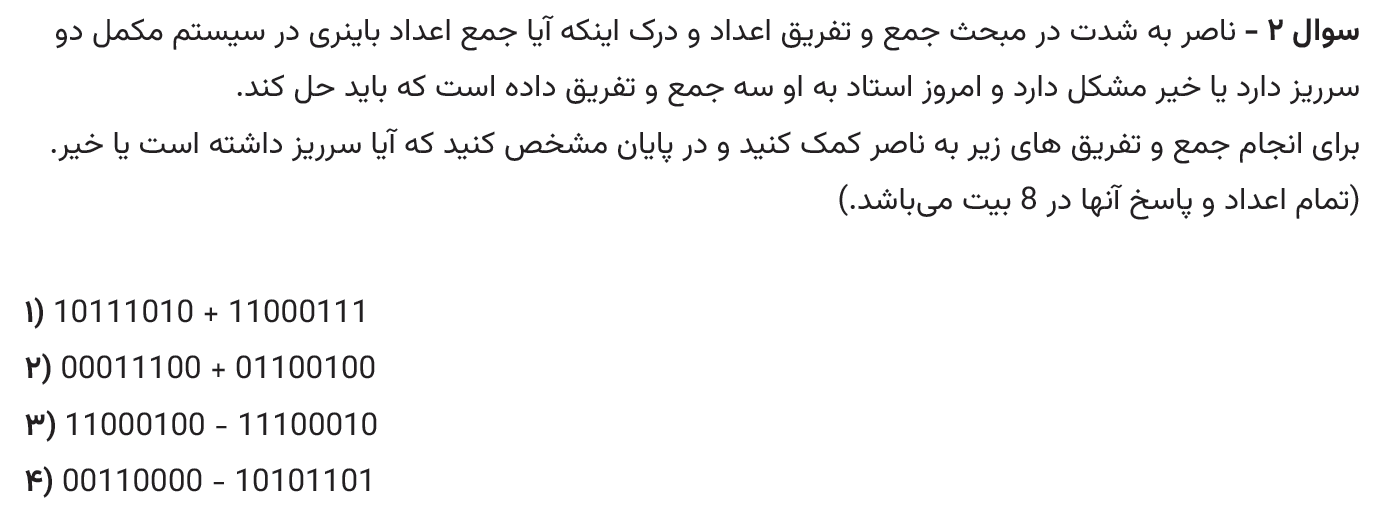 سوال ۲ - ناصر به شدت در مبحث جمع و تفریق اعداد و درک اینکه آیا جمع اعداد باینری در سیستم مکمل دو
سرریز دارد یا خیر مشکل دارد و امروز استاد به او سه جمع و تفریق داده است که باید حل کند.
برای انجام جمع و تفریق های زیر به ناصر کمک کنید و در پایان مشخص کنید که آیا سرریز داشته است یا خیر.
(تمام اعداد و پاسخ آنها در 8 بیت می‌باشد.)
۱) 10111010 + 11000111
۲) 00011100 + 01100100
۳) 11000100 - 11100010
۴) 00110000 - 10101101